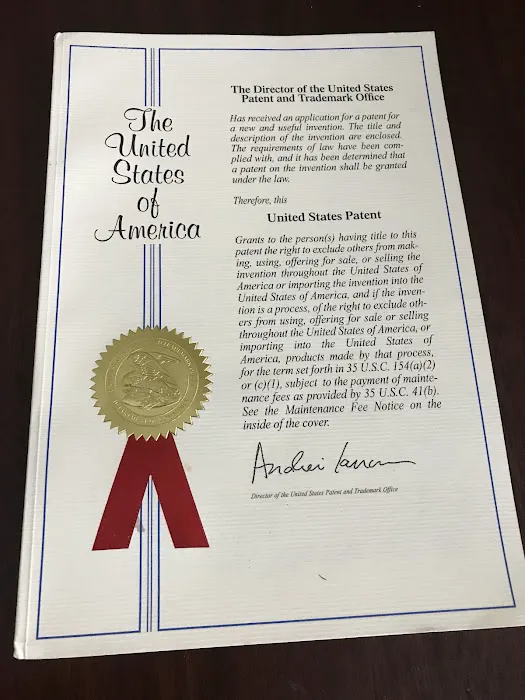 The
United
States
of
America
The Director of the United States
Patent and Trademark Office
Has received an application for a patent for
a new and useful invention. The title and
description of the invention are enclosed.
The requirements of law have been com-
plied with, and it has been determined that
a patent on the invention shall be granted
under the law.
Therefore, this
United States Patent
Grants to the person(s) having title to this
patent the right to exclude others from mak-
ing, using, offering for sale, or selling the
invention throughout the United States of
America or importing the invention into the
United States of America, and if the inven-
tion is a process, of the right to exclude oth-
ers from using, offering for sale or selling
throughout the United States of America, or
importing into the United States of
America, products made by that process,
for the term set forth in 35 U.S.C. 154(a)(2)
or (c)(1), subject to the payment of mainte-
nance fees as provided by 35 U.S.C. 41(b).
See the Maintenance Fee Notice on the
inside of the cover.
Andrei Iancu
Director of the United States Patent and Trademark Office